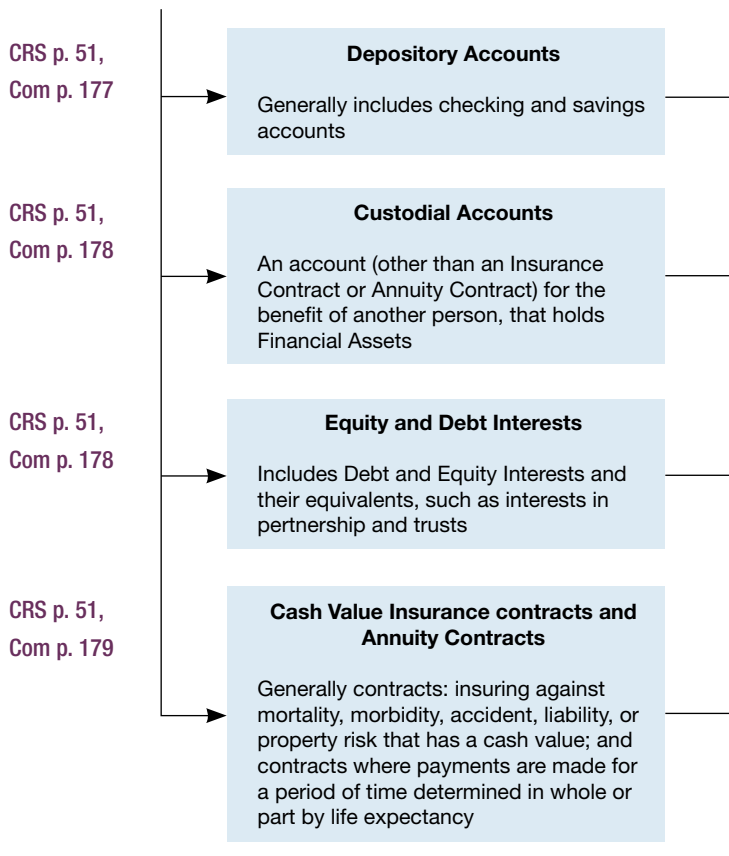 CRS p. 51,
Com p. 177
Depository Accounts
Generally includes checking and savings
accounts
CRS p. 51,
Com p. 178
Custodial Accounts
An account (other than an Insurance
Contract or Annuity Contract) for the
benefit of another person, that holds
Financial Assets
CRS p. 51,
Com p. 178
Equity and Debt Interests
Includes Debt and Equity Interests and
their equivalents, such as interests in
pertnership and trusts
CRS p. 51,
Com p. 179
Cash Value Insurance contracts and
Annuity Contracts
Generally contracts: insuring against
mortality, morbidity, accident, liability, or
property risk that has a cash value; and
contracts where payments are made for
a period of time determined in whole or
part by life expectancy